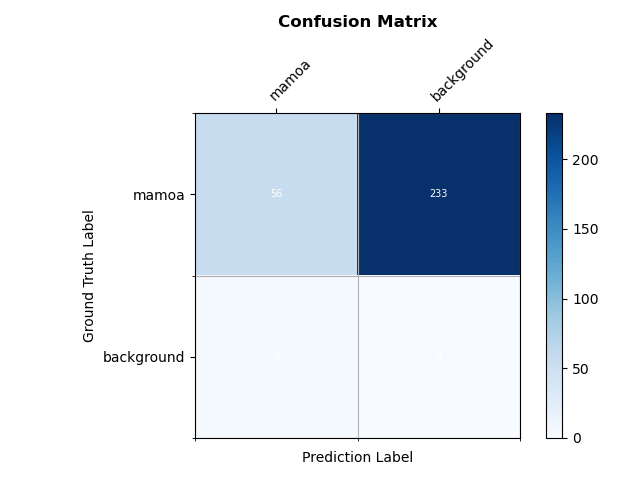 Confusion Matrix
mamoa
background
mamoa
56
233
background
Ground Truth Label
Prediction Label
200
150
100
50
0